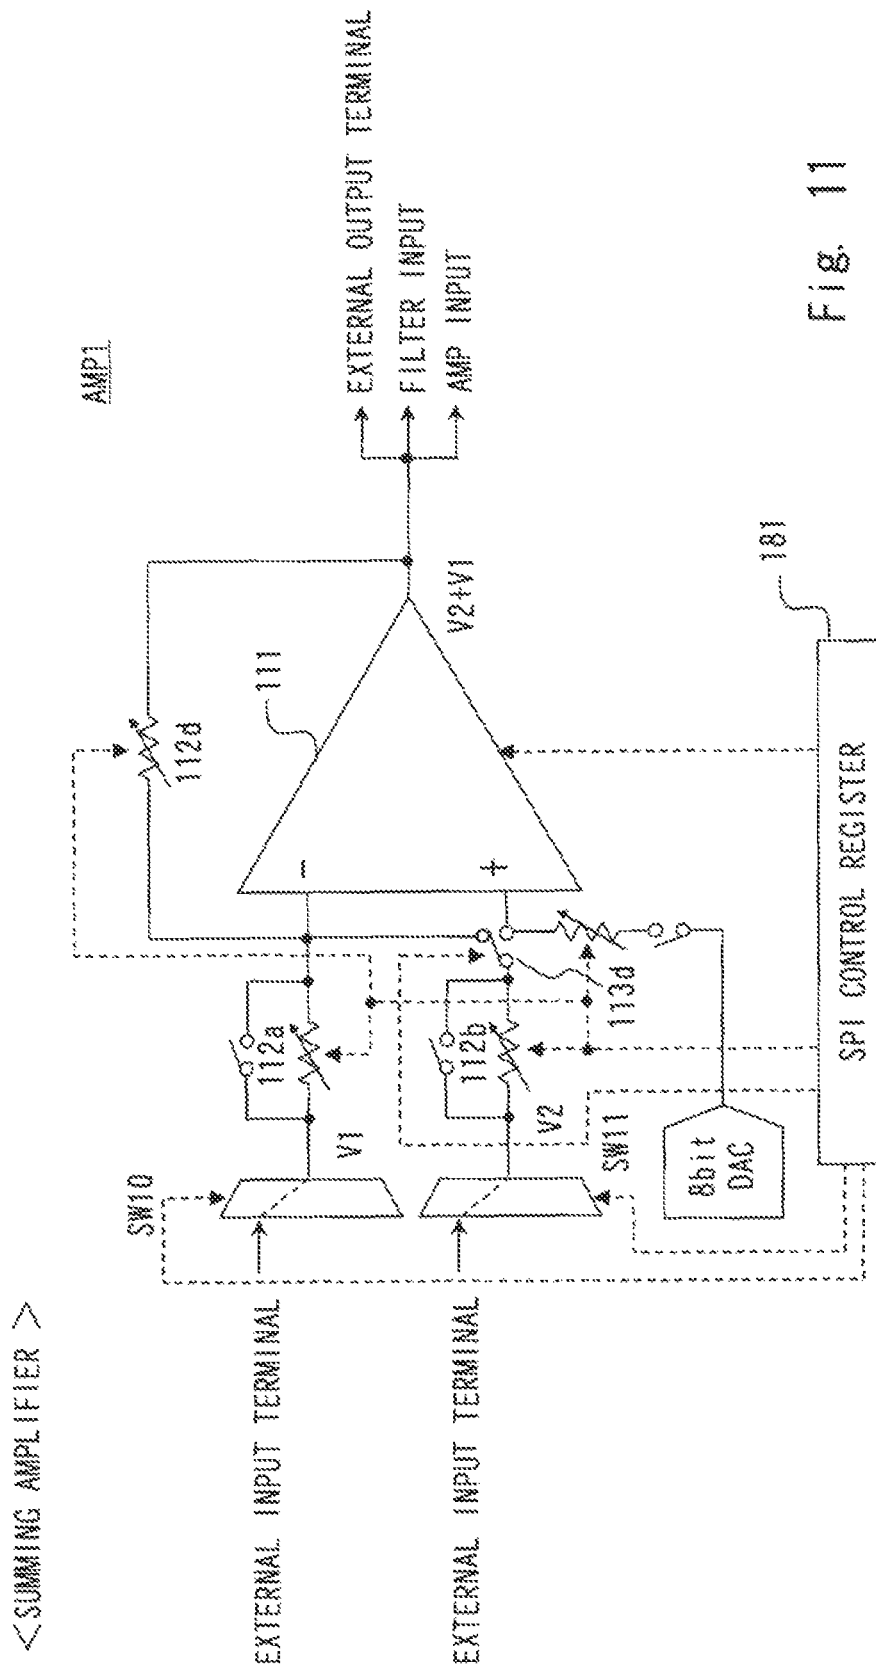 <SUMMING AMPLIFIER>
AMP1
112d
SW10
111
EXTERNAL INPUT TERMINAL
V1
112a
−
EXTERNAL OUTPUT TERMINAL
FILTER INPUT
AMP INPUT
V2+V1
EXTERNAL INPUT TERMINAL
V2
112b
+
SW11
113d
8bit
DAC
181
SPI CONTROL REGISTER
Fig. 11